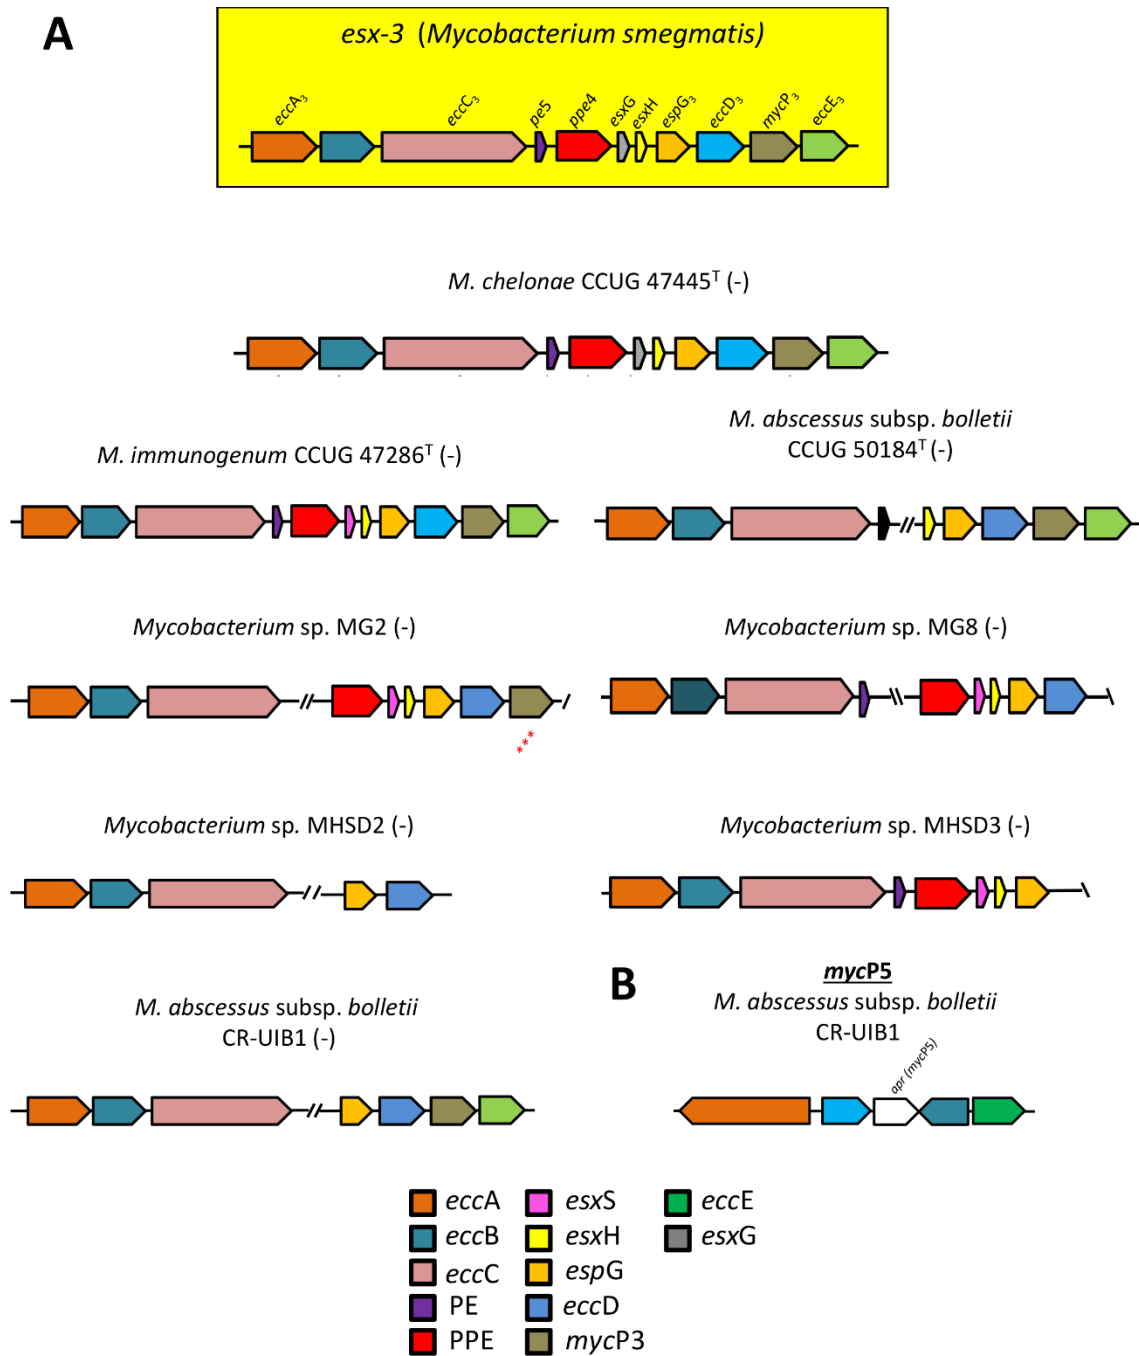 A
esx-3 (Mycobacterium smegmatis)
eccA₃ eccC₃ pe5 ppe4 esxG esxH espG₃ eccD₃ mycP₃ eccE₃
M. chelonae CCUG 47445ᵀ (-)
M. immunogenum CCUG 47286ᵀ (-)
M. abscessus subsp. bolletii
CCUG 50184ᵀ (-)
Mycobacterium sp. MG2 (-)
Mycobacterium sp. MG8 (-)
***
Mycobacterium sp. MHSD2 (-)
Mycobacterium sp. MHSD3 (-)
M. abscessus subsp. bolletii
CR-UIB1 (-)
B
mycP5
M. abscessus subsp. bolletii
CR-UIB1
apr (mycP5)
eccA
eccB
eccC
PE
PPE
esxS
esxH
espG
eccD
mycP3
eccE
esxG